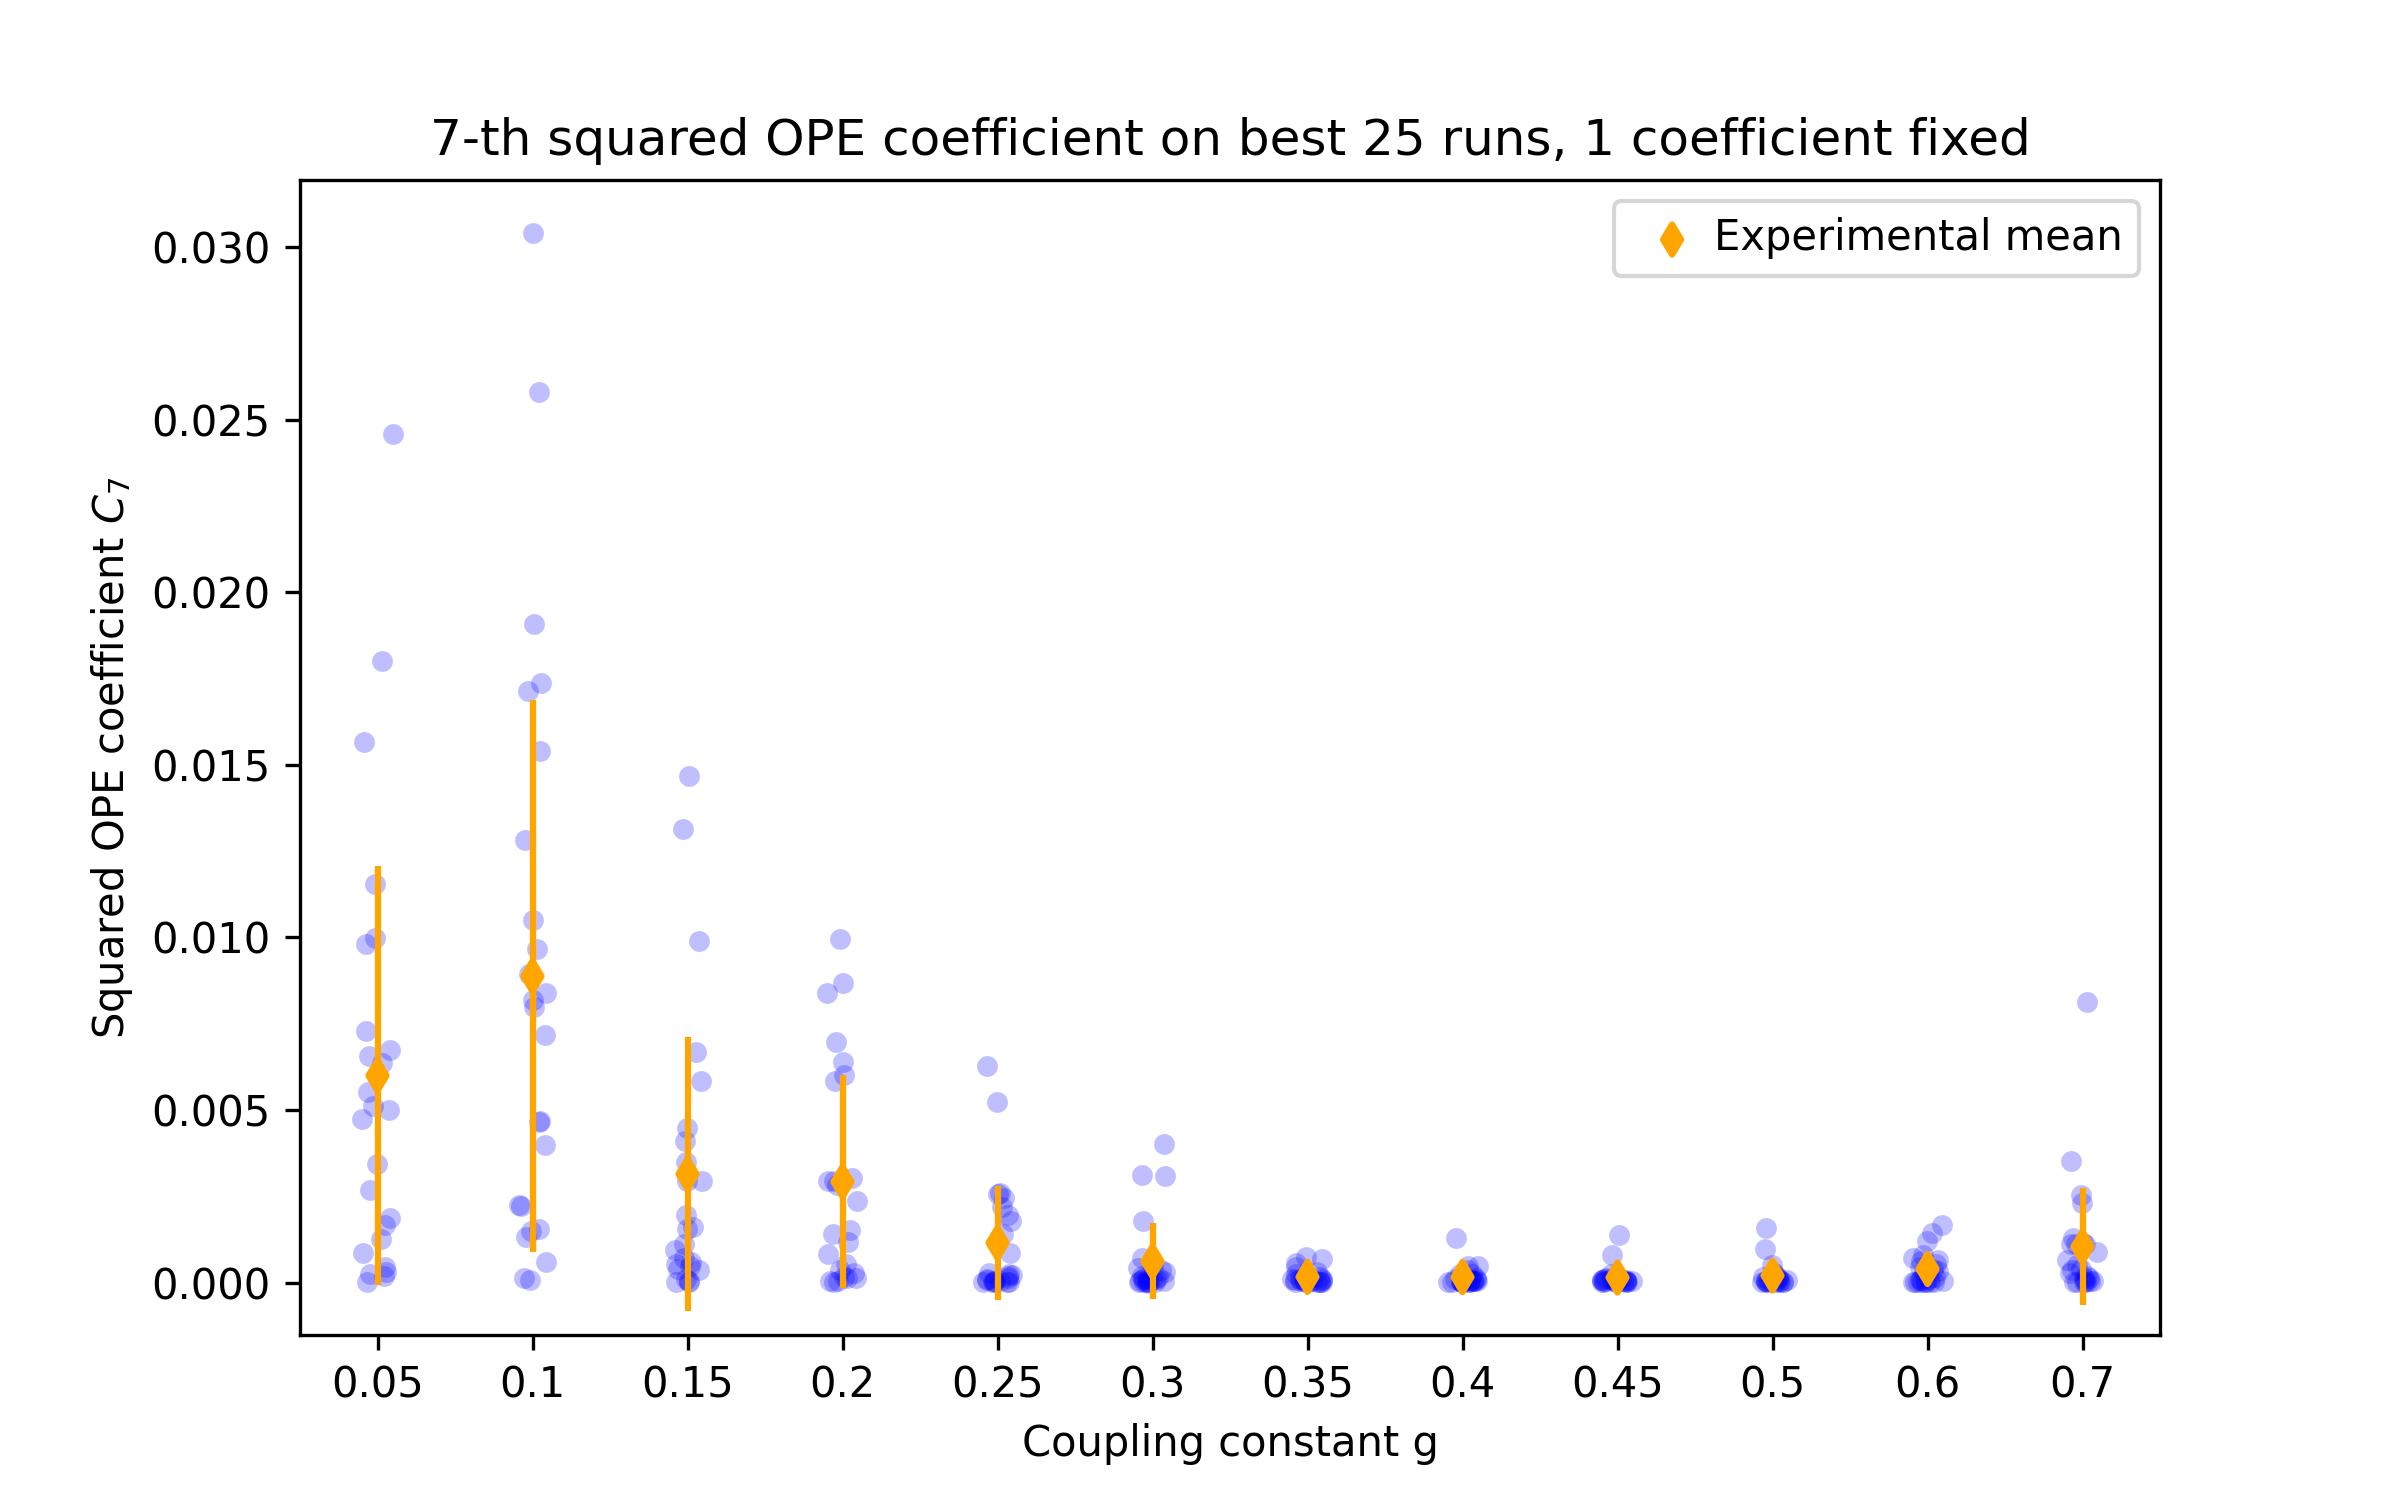 7-th squared OPE coefficient on best 25 runs, 1 coefficient fixed
Experimental mean
Squared OPE coefficient C₇
0.030
0.025
0.020
0.015
0.010
0.005
0.000
0.05 0.1 0.15 0.2 0.25 0.3 0.35 0.4 0.45 0.5 0.6 0.7
Coupling constant g